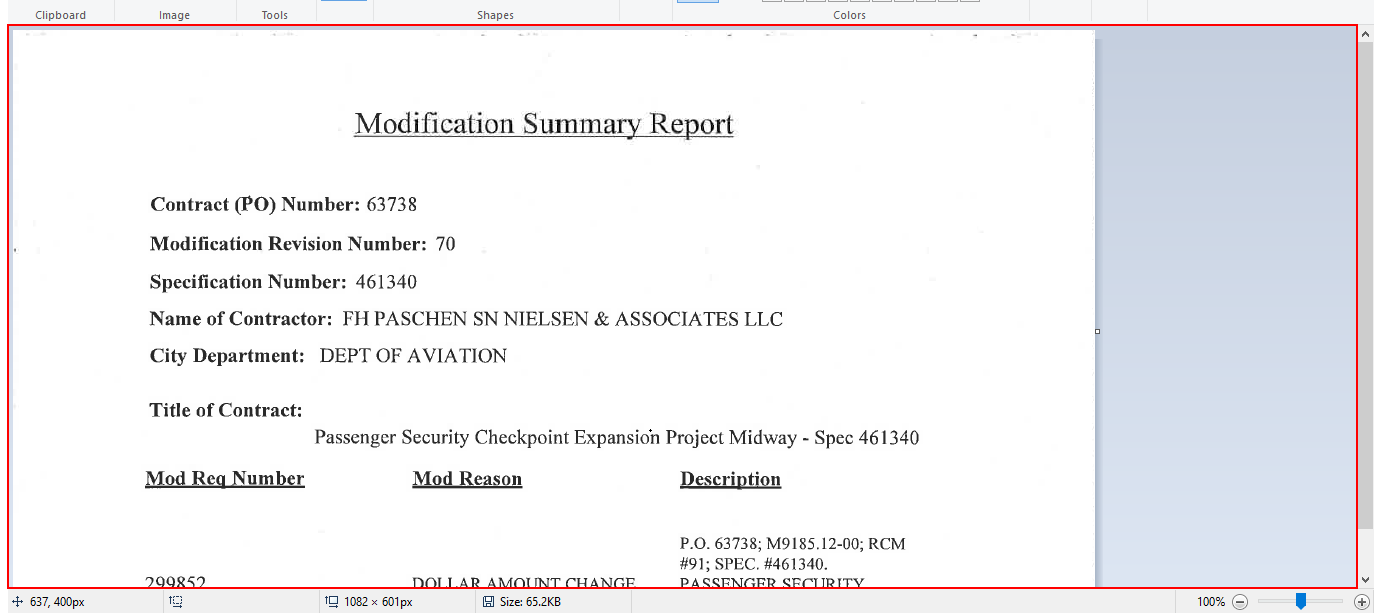 Clipboard Image Tools Shapes Colors
Modification Summary Report
Contract (PO) Number: 63738
Modification Revision Number: 70
Specification Number: 461340
Name of Contractor: FH PASCHEN SN NIELSEN & ASSOCIATES LLC
City Department: DEPT OF AVIATION
Title of Contract:
Passenger Security Checkpoint Expansion Project Midway - Spec 461340
Mod Req Number Mod Reason Description
P.O. 63738; M9185.12-00; RCM
#91; SPEC. #461340.
299852 DOLLAR AMOUNT CHANGE PASSENGER SECURITY
637, 400px 1082 × 601px Size: 65.2KB 100%